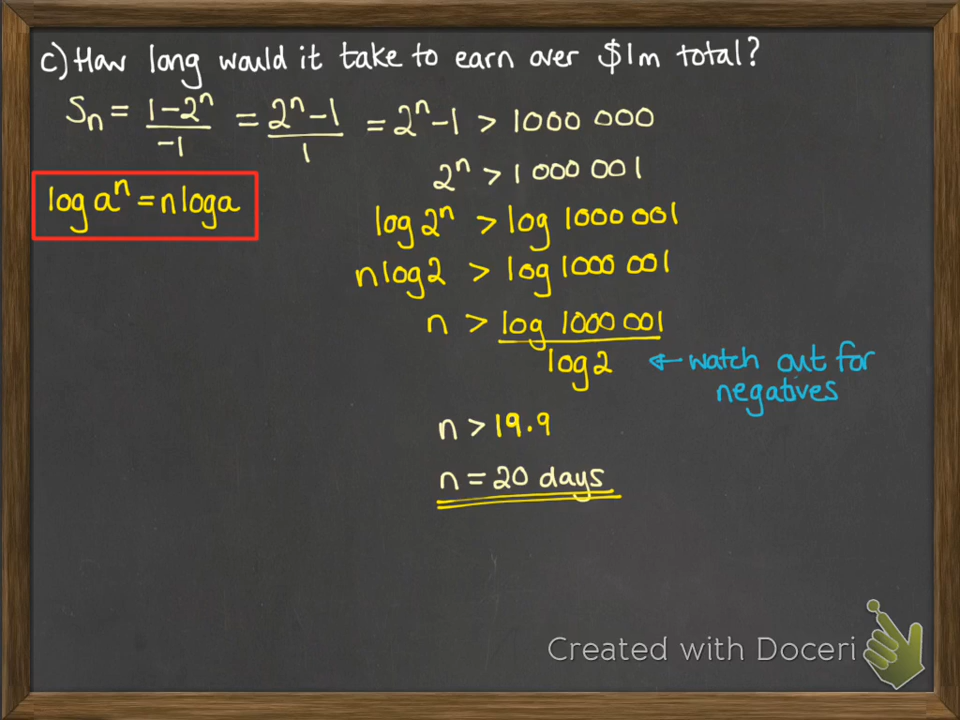 c) How long would it take to earn over $1m total?
Sn = 1-2^n / -1 = 2^n-1 / 1 = 2^n-1 > 1000 000
2^n > 1 000 001
log a^n = n log a
log 2^n > log 1000 001
n log 2 > log 1000 001
n > log 1000 001 / log 2
← watch out for
negatives
n > 19.9
n = 20 days
Created with Doceri